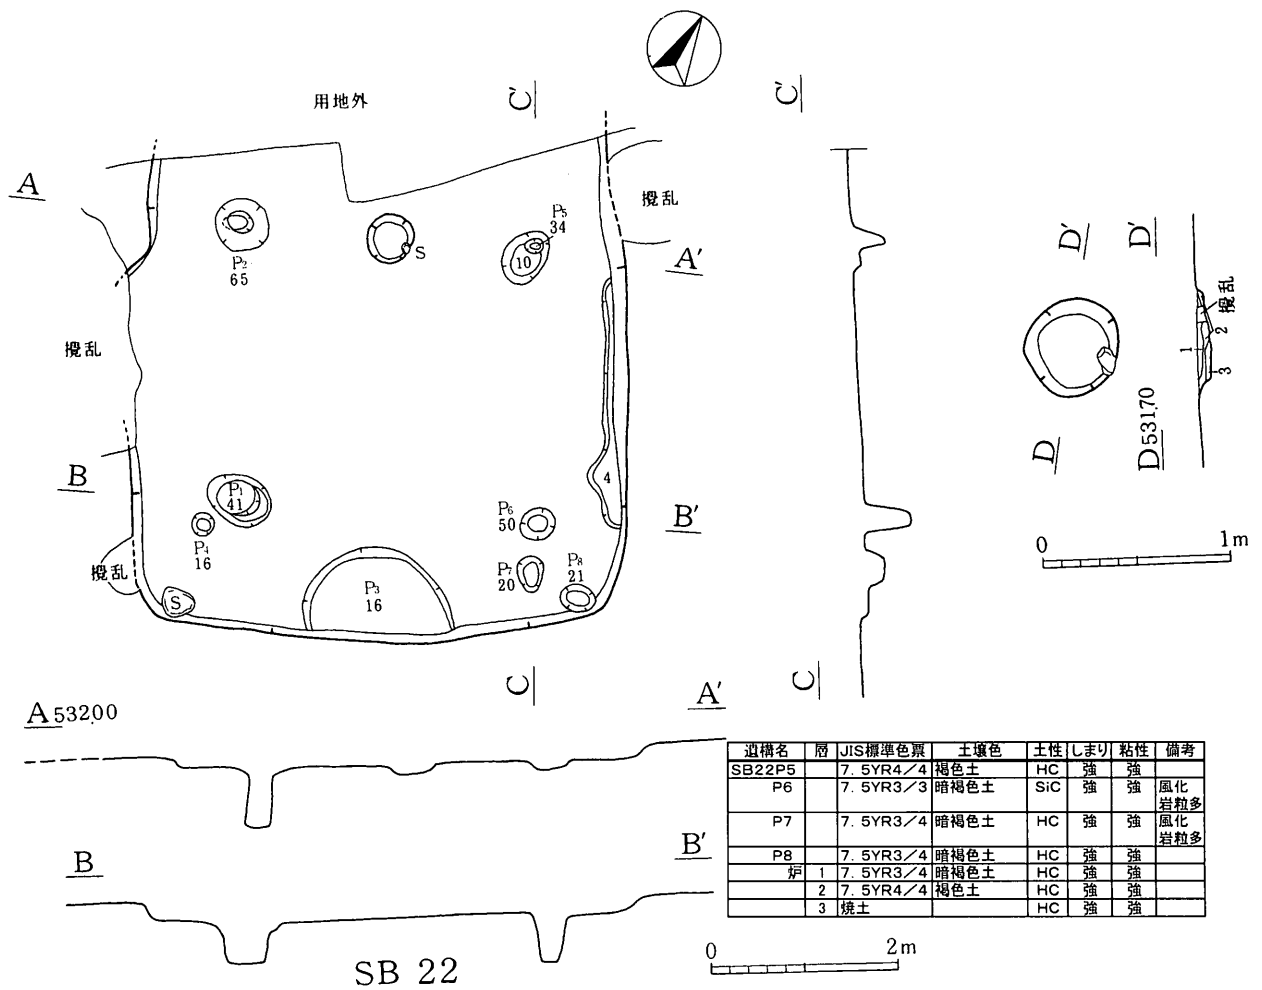 用地外
C′
C′
A
攪乱
P5
34
S
10
P2
65
A′
D′
D′
攪乱
2
1
3
攪乱
D
D 531.70
B
P1
41
4
P6
50
B′
P4
16
0 1m
攪乱
P7
20
P8
21
P3
16
S
C
C
A 532.00
A′
遺構名 層 JIS標準色票 土壌色 土性 しまり 粘性 備考
SB22P5 7.5YR4/4 褐色土 HC 強 強
P6 7.5YR3/3 暗褐色土 SiC 強 強 風化
岩粒多
P7 7.5YR3/4 暗褐色土 HC 強 強 風化
岩粒多
P8 7.5YR3/4 暗褐色土 HC 強 強
炉 1 7.5YR3/4 暗褐色土 HC 強 強
2 7.5YR4/4 褐色土 HC 強 強
3 焼土 HC 強 強
B
B′
0 2m
SB 22